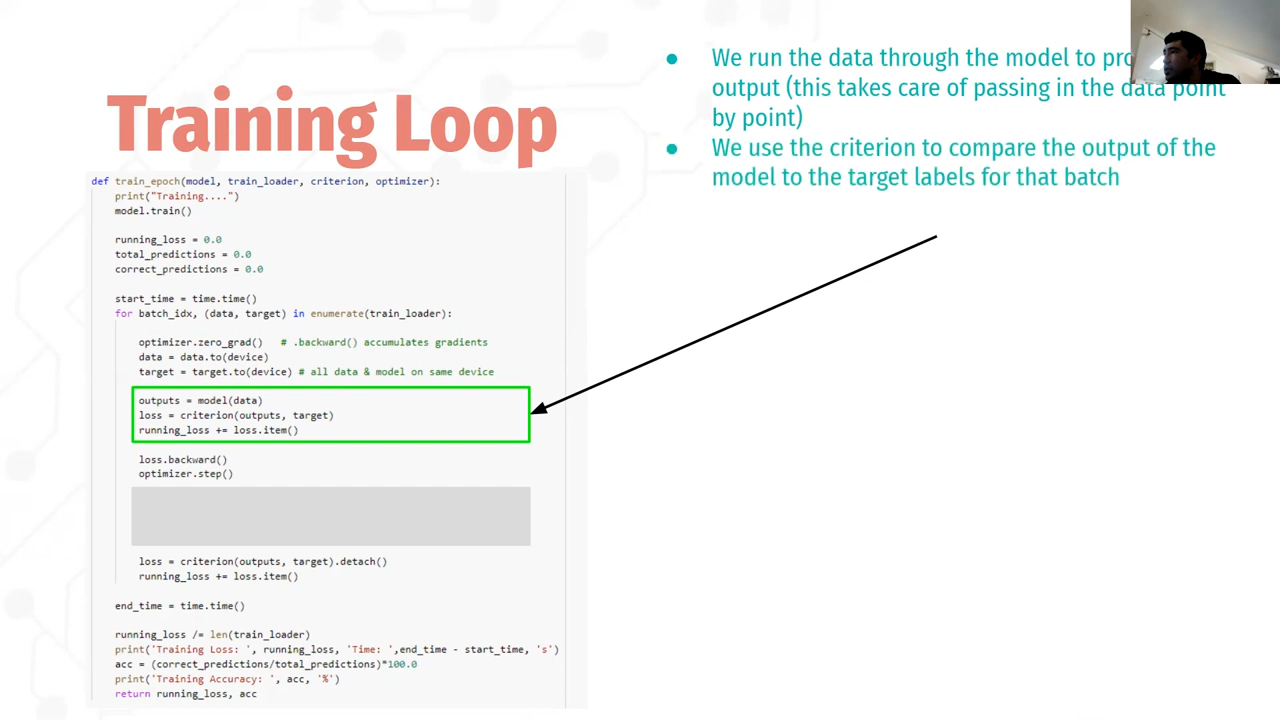 Training Loop
def train_epoch(model, train_loader, criterion, optimizer):
print("Training....")
model.train()
running_loss = 0.0
total_predictions = 0.0
correct_predictions = 0.0
start_time = time.time()
for batch_idx, (data, target) in enumerate(train_loader):
optimizer.zero_grad() # .backward() accumulates gradients
data = data.to(device)
target = target.to(device) # all data & model on same device
outputs = model(data)
loss = criterion(outputs, target)
running_loss += loss.item()
loss.backward()
optimizer.step()
loss = criterion(outputs, target).detach()
running_loss += loss.item()
end_time = time.time()
running_loss /= len(train_loader)
print('Training Loss: ', running_loss, 'Time: ',end_time - start_time, 's')
acc = (correct_predictions/total_predictions)*100.0
print('Training Accuracy: ', acc, '%')
return running_loss, acc
● We run the data through the model to
output (this takes care of passing in the data point
by point)
● We use the criterion to compare the output of the
model to the target labels for that batch